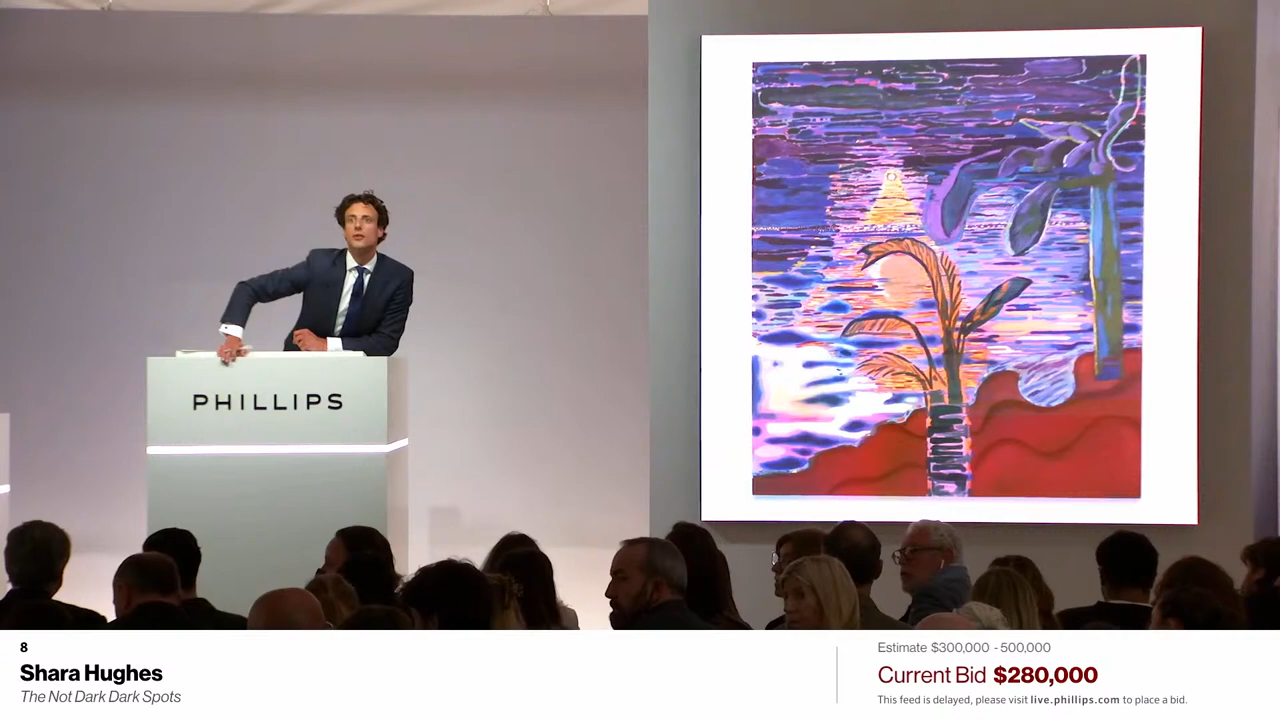 PHILLIPS
8
Shara Hughes
The Not Dark Dark Spots
Estimate $300,000 - 500,000
Current Bid $280,000
This feed is delayed, please visit live.phillips.com to place a bid.